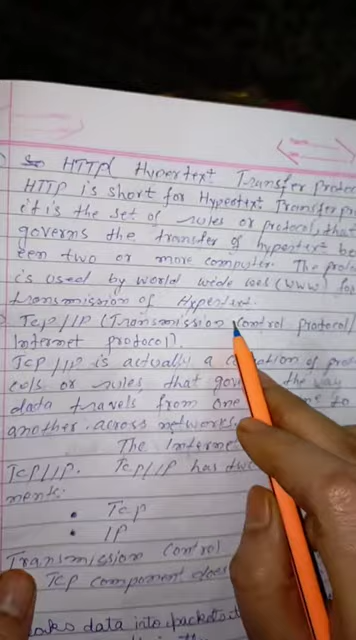 HTTP( Hypertext Transfer proto
HTTP is short for Hypertext Transfer pro
it is the set of rules or protocol, that
governs the transfer of hypertext be
een two or more computer. The proto
is used by world wide web (WWW) for
transmission of Hypertext.
Tcp//IP (Transmission control protocol/
Internet protocol).
TCP//IP is actually a of pro
cols or rules, that gov the way
data travels from one to
another. across networks.
The Interne
Tcp//IP. Tcp//IP has two
ments:
• Tcp
• IP
Transmission control
Tcp component does
data into packets